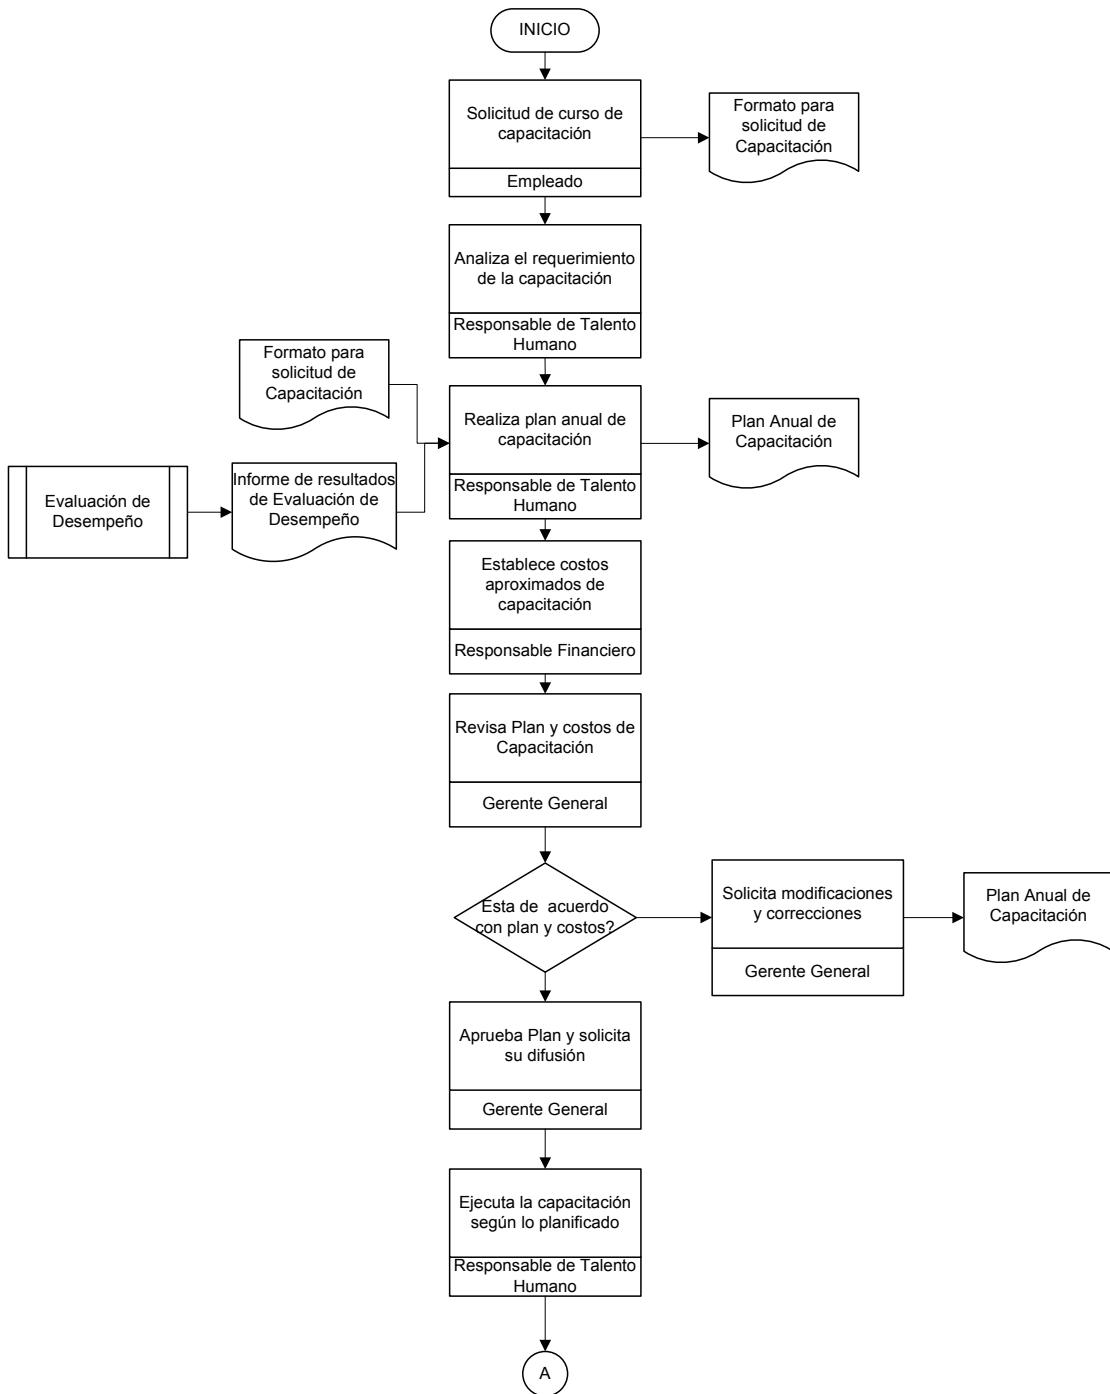 INICIO
Solicitud de curso de
capacitación
Empleado
Formato para
solicitud de
Capacitación
Analiza el requerimiento
de la capacitación
Responsable de Talento
Humano
Formato para
solicitud de
Capacitación
Realiza plan anual de
capacitación
Responsable de Talento
Humano
Plan Anual de
Capacitación
Evaluación de
Desempeño
Informe de resultados
de Evaluación de
Desempeño
Establece costos
aproximados de
capacitación
Responsable Financiero
Revisa Plan y costos de
Capacitación
Gerente General
Esta de acuerdo
con plan y costos?
Solicita modificaciones
y correcciones
Gerente General
Plan Anual de
Capacitación
Aprueba Plan y solicita
su difusión
Gerente General
Ejecuta la capacitación
según lo planificado
Responsable de Talento
Humano
A